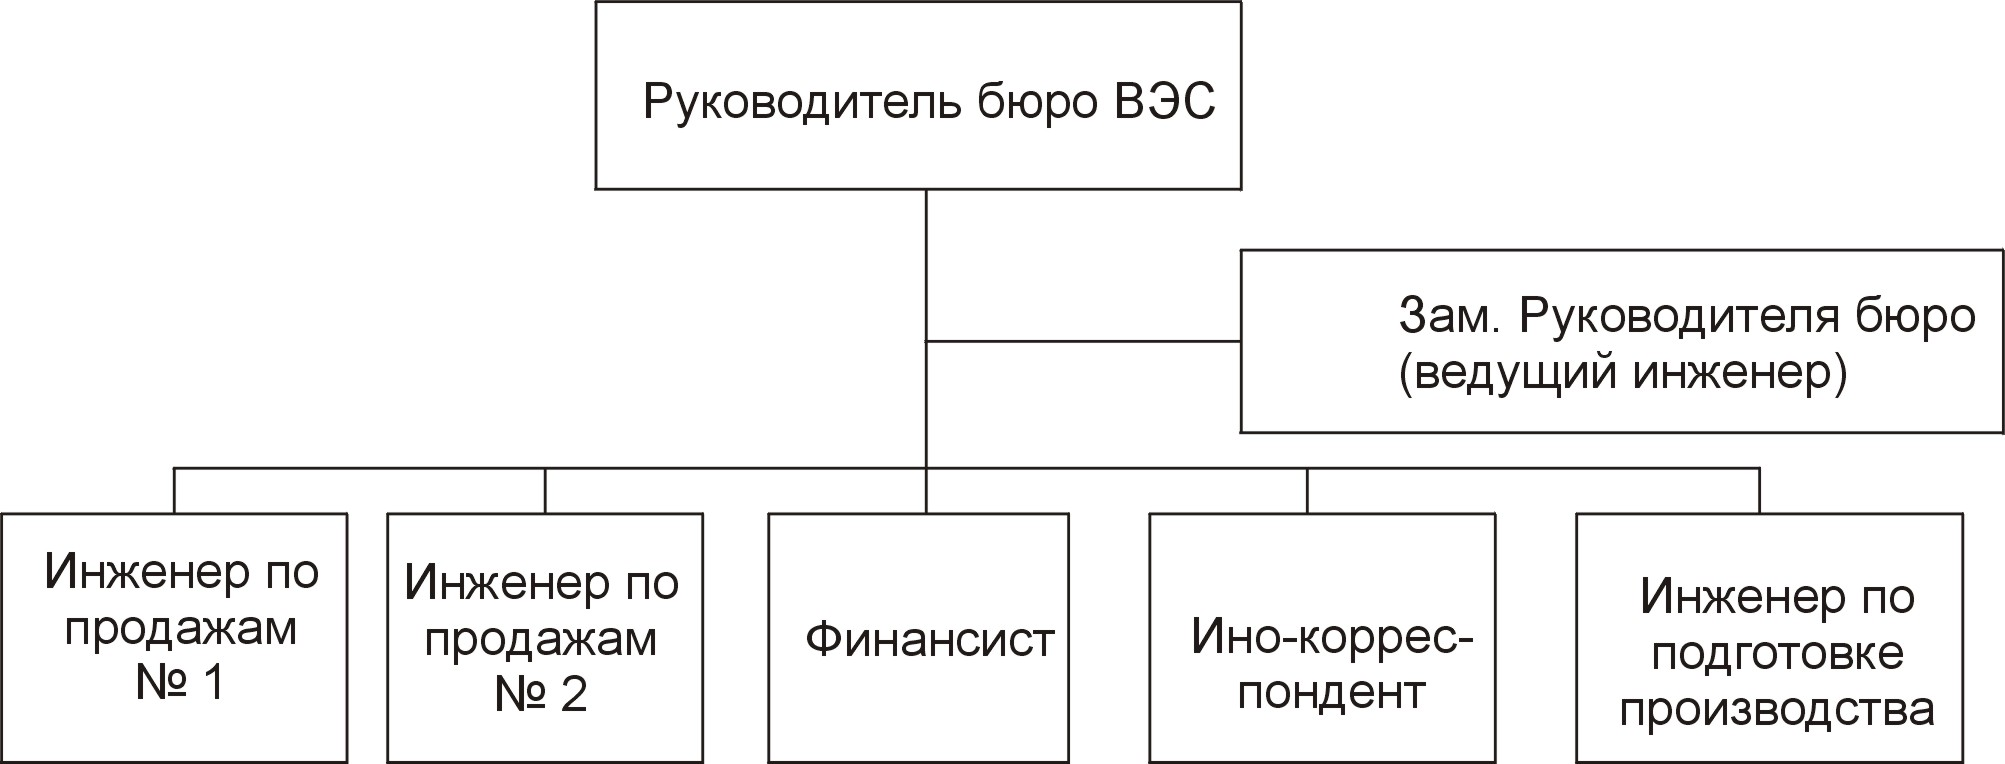 Руководитель бюро ВЭС
Зам. Руководителя бюро
(ведущий инженер)
Инженер по
продажам
№ 1
Инженер по
продажам
№ 2
Финансист
Ино-коррес-
пондент
Инженер по
подготовке
производства